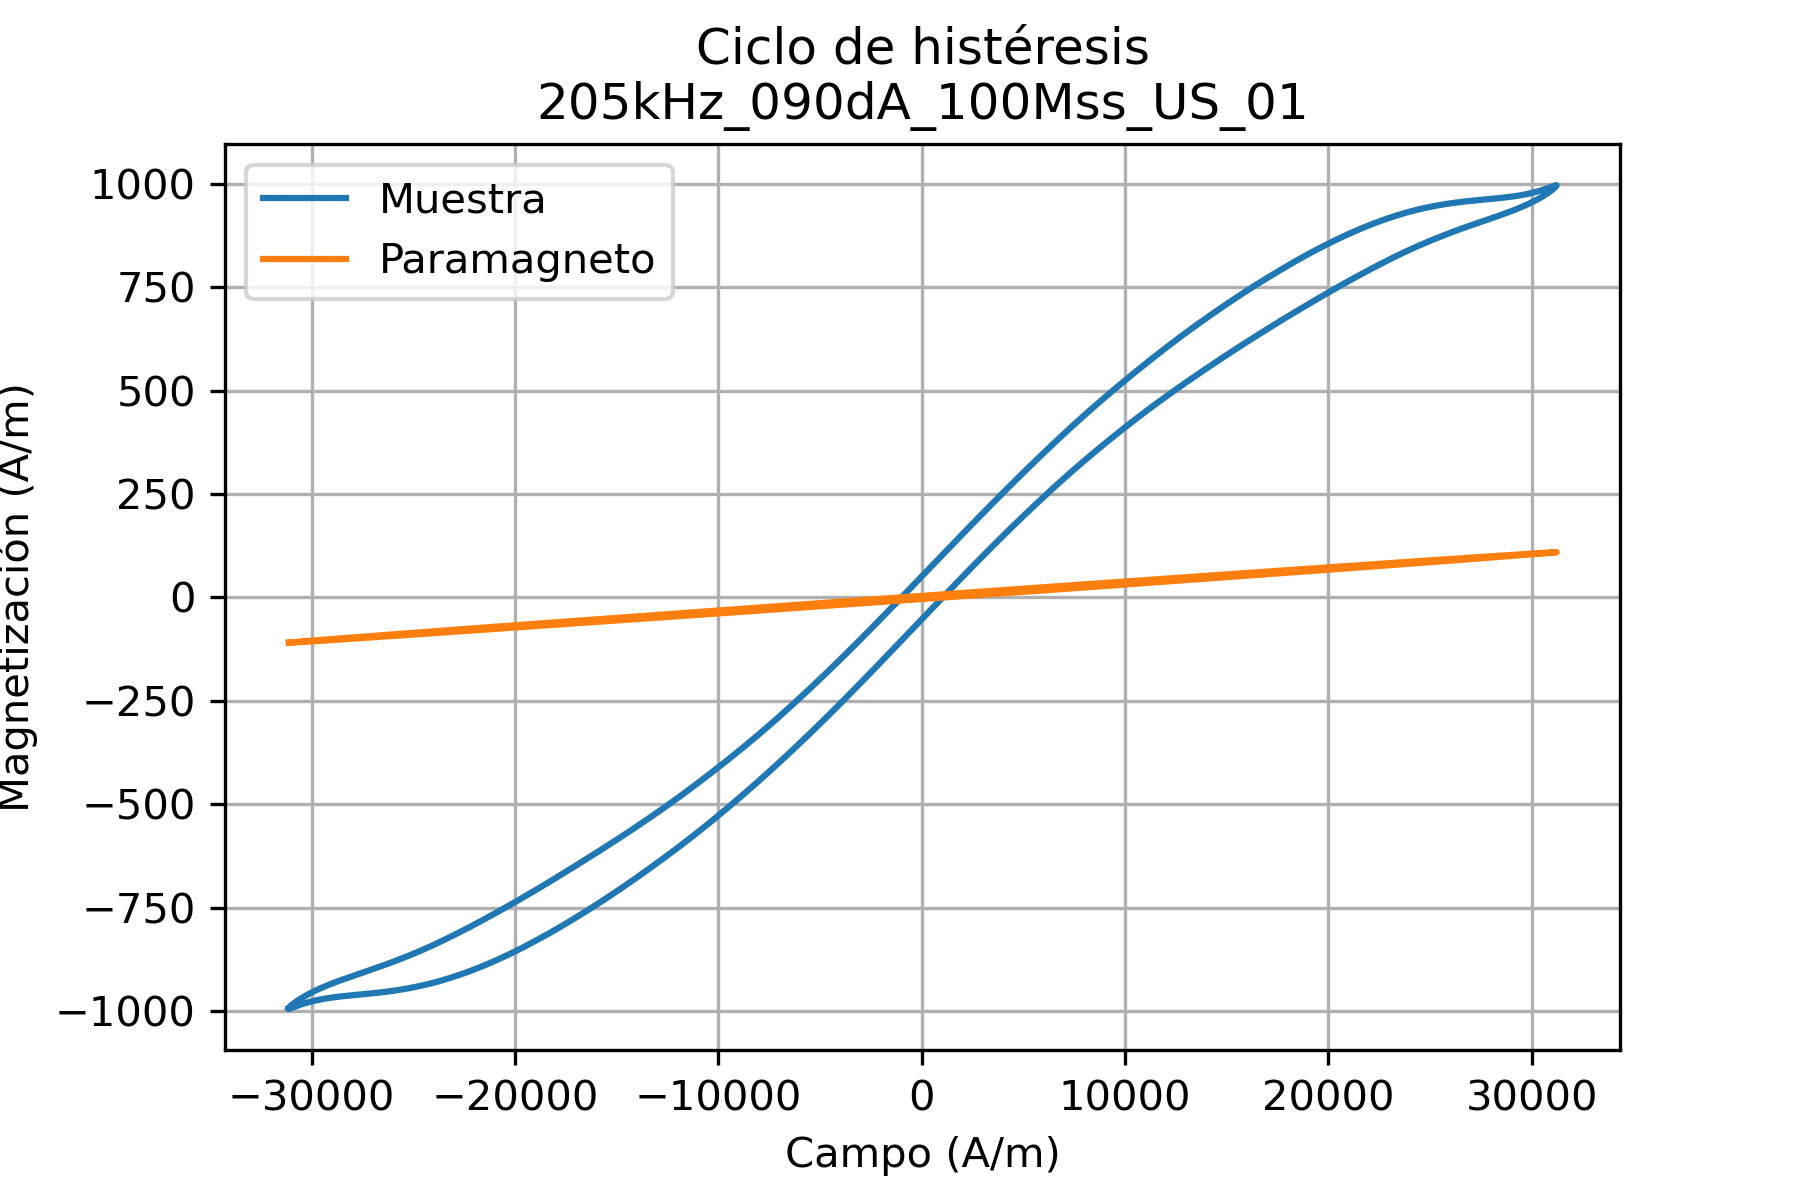 Ciclo de histéresis
205kHz_090dA_100Mss_US_01
Muestra
Paramagneto
Magnetización (A/m)
1000
750
500
250
0
−250
−500
−750
−1000
−30000 −20000 −10000 0 10000 20000 30000
Campo (A/m)